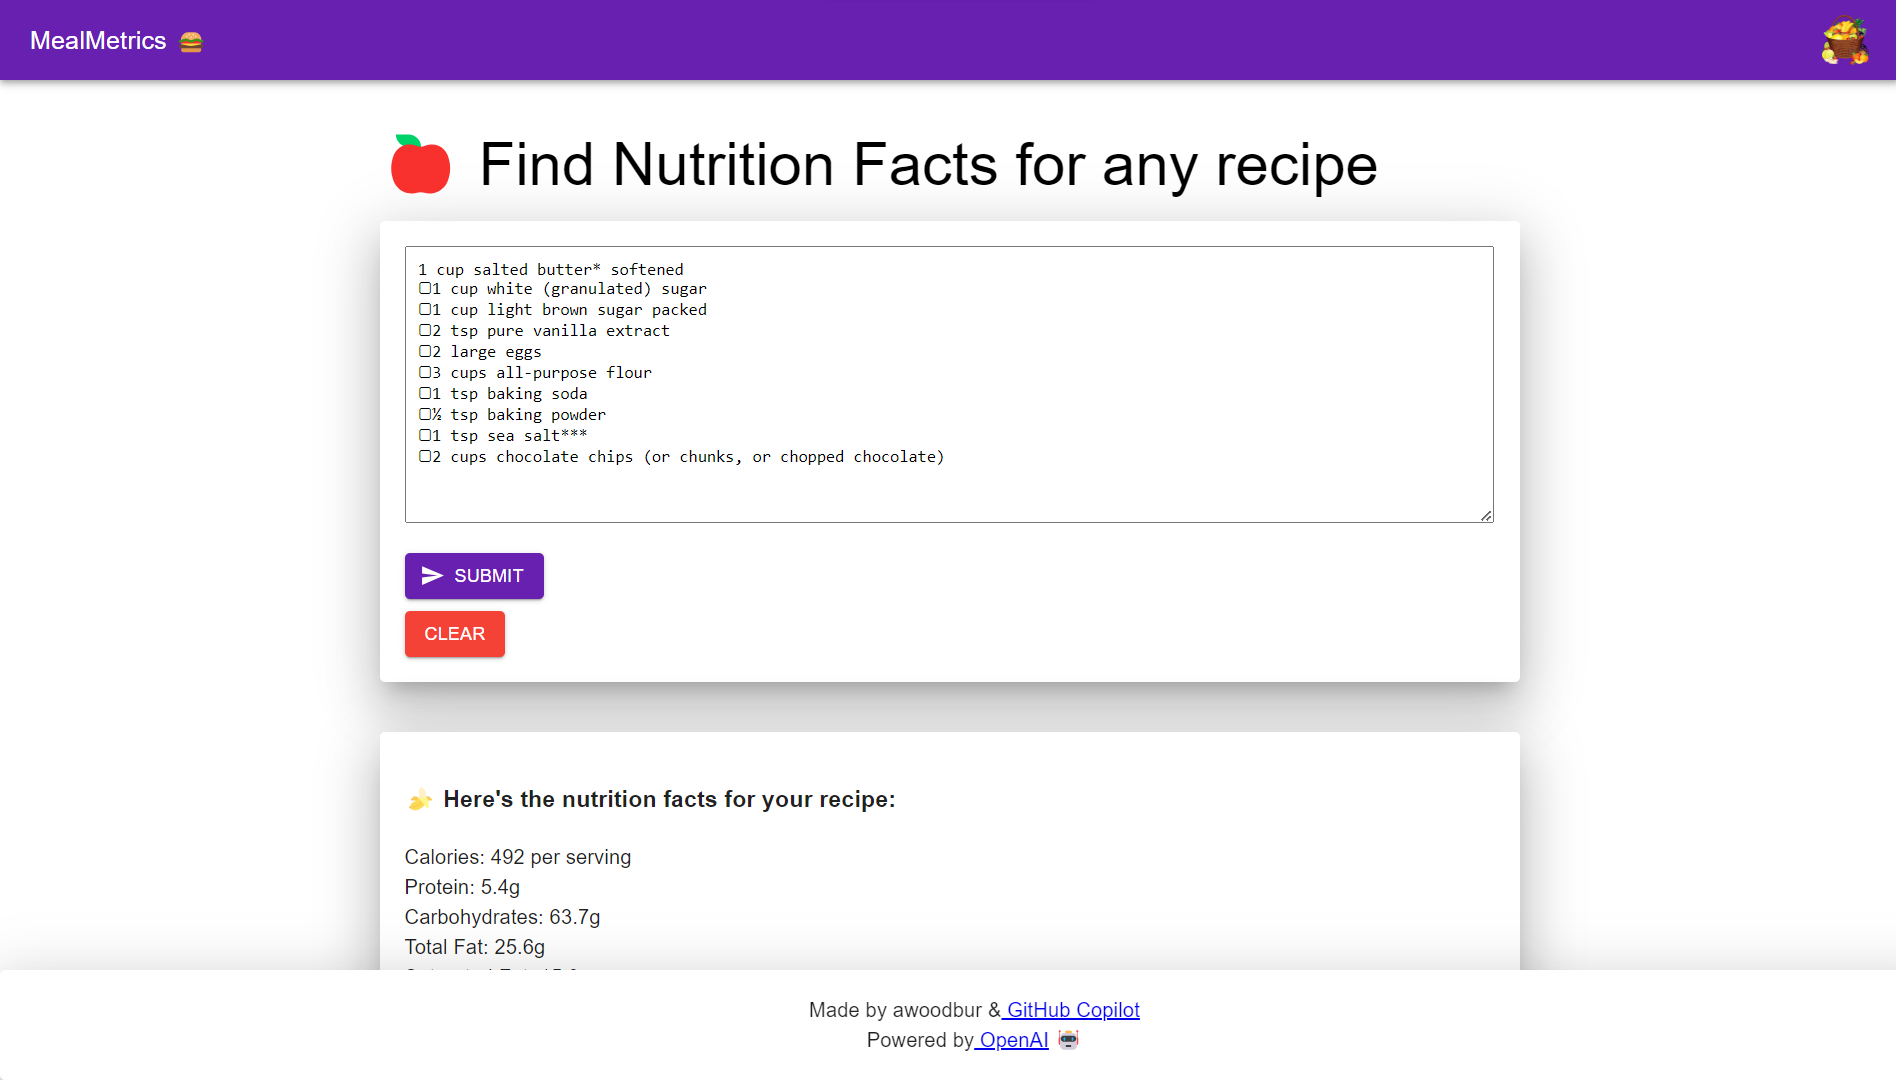 MealMetrics 🍔
Find Nutrition Facts for any recipe
1 cup salted butter* softened
▢1 cup white (granulated) sugar
▢1 cup light brown sugar packed
▢2 tsp pure vanilla extract
▢2 large eggs
▢3 cups all-purpose flour
▢1 tsp baking soda
▢½ tsp baking powder
▢1 tsp sea salt***
▢2 cups chocolate chips (or chunks, or chopped chocolate)
SUBMIT
CLEAR
🍌 Here's the nutrition facts for your recipe:
Calories: 492 per serving
Protein: 5.4g
Carbohydrates: 63.7g
Total Fat: 25.6g
Made by awoodbur & GitHub Copilot
Powered by OpenAI 🤖